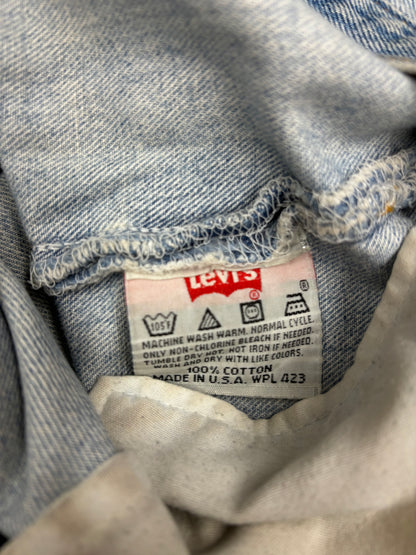 LEVI'S
®
®
105F
MACHINE WASH WARM. NORMAL CYCLE.
ONLY NON-CHLORINE BLEACH IF NEEDED.
TUMBLE DRY HOT. HOT IRON IF NEEDED.
WASH AND DRY WITH LIKE COLORS.
100% COTTON
MADE IN U.S.A. WPL 423